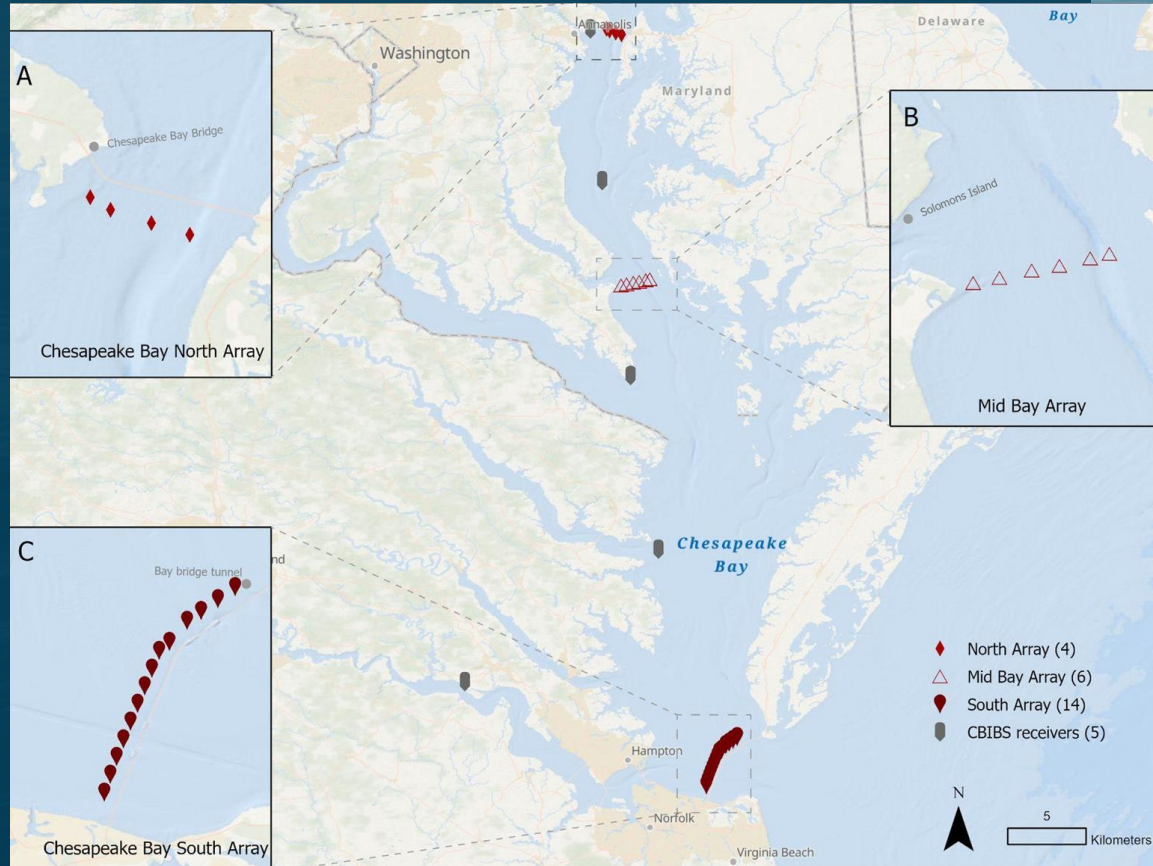 Annapolis
Delaware
Bay
Washington
Maryland
A
Chesapeake Bay Bridge
Chesapeake Bay North Array
B
Solomons Island
Mid Bay Array
Chesapeake
Bay
C
nd
Bay bridge tunnel
Chesapeake Bay South Array
North Array (4)
Mid Bay Array (6)
South Array (14)
CBIBS receivers (5)
Hampton
Norfolk
Virginia Beach
N
5
Kilometers